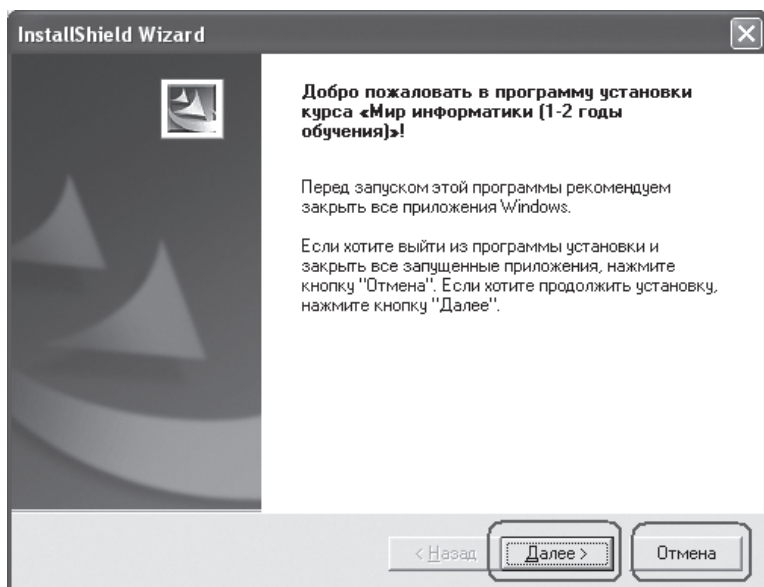 InstallShield Wizard
Добро пожаловать в программу установки
курса «Мир информатики (1-2 годы
обучения)»!
Перед запуском этой программы рекомендуем
закрыть все приложения Windows.
Если хотите выйти из программы установки и
закрыть все запущенные приложения, нажмите
кнопку "Отмена". Если хотите продолжить установку,
нажмите кнопку "Далее".
< Назад Далее > Отмена